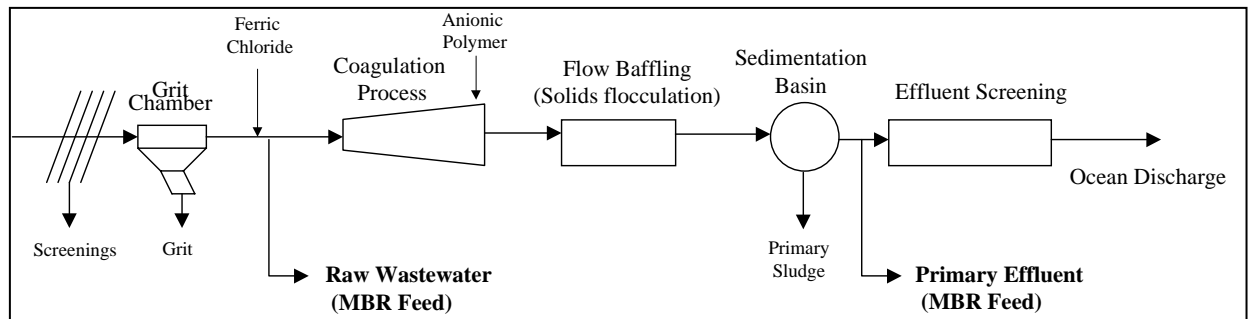 Ferric
Chloride
Anionic
Polymer
Coagulation
Process
Grit
Chamber
Flow Baffling
(Solids flocculation)
Sedimentation
Basin
Effluent Screening
Ocean Discharge
Screenings
Grit
Primary
Sludge
Raw Wastewater
(MBR Feed)
Primary Effluent
(MBR Feed)